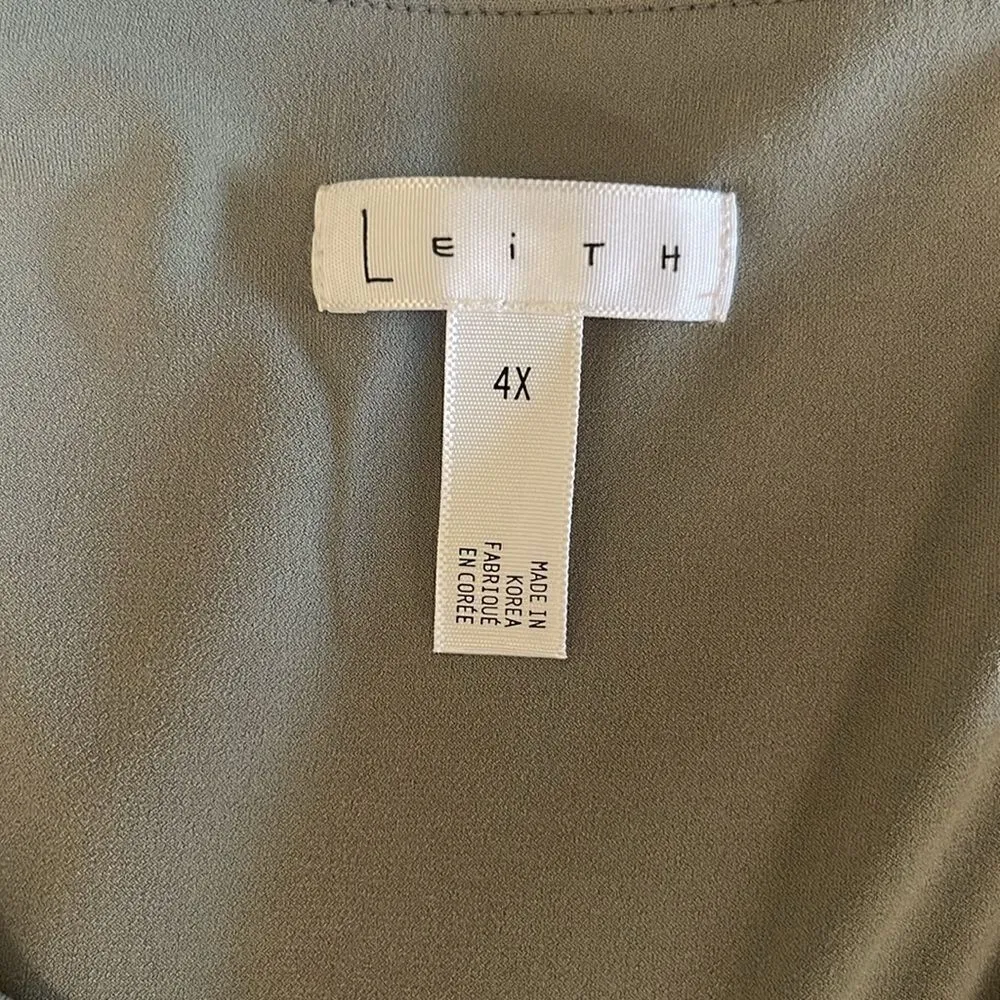 LEiTH
4X
MADE IN
KOREA
FABRIQUÉ
EN CORÉE